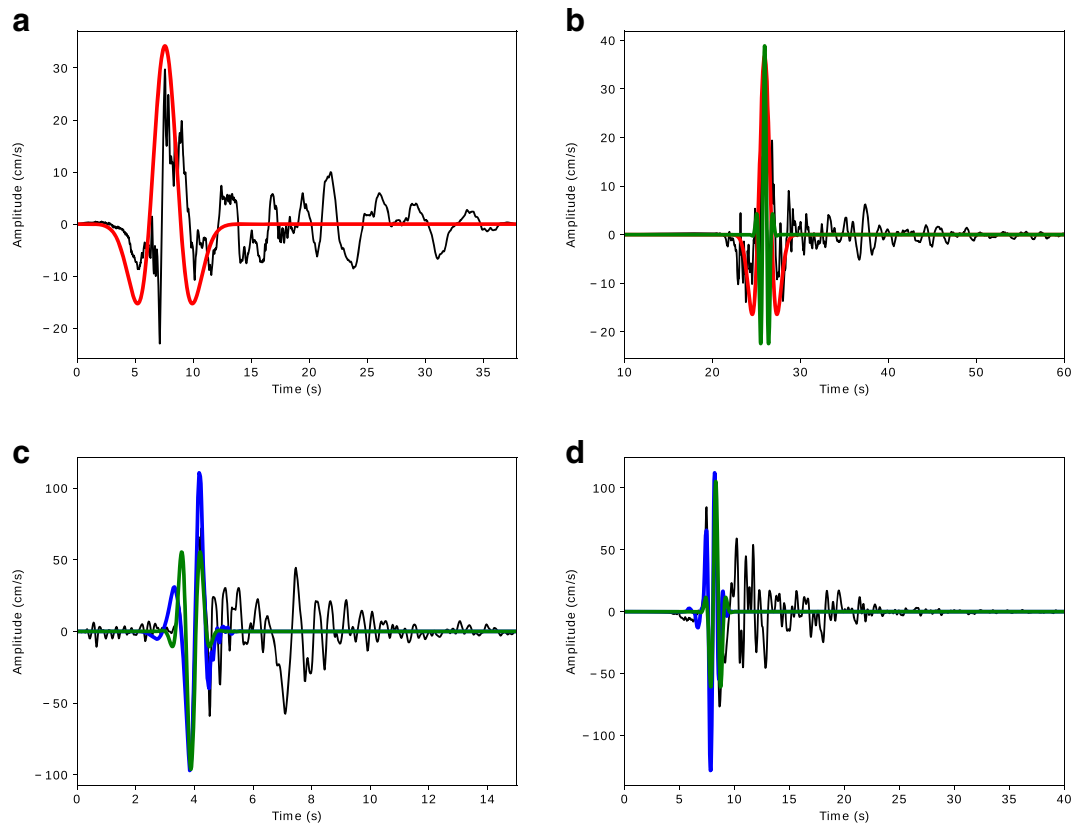 a
b
Amplitude (cm/s)
30
20
10
0
−10
−20
0 5 10 15 20 25 30 35
Time (s)
Amplitude (cm/s)
40
30
20
10
0
−10
−20
10 20 30 40 50 60
Time (s)
c
d
Amplitude (cm/s)
100
50
0
−50
−100
0 2 4 6 8 10 12 14
Time (s)
Amplitude (cm/s)
100
50
0
−50
−100
0 5 10 15 20 25 30 35 40
Time (s)